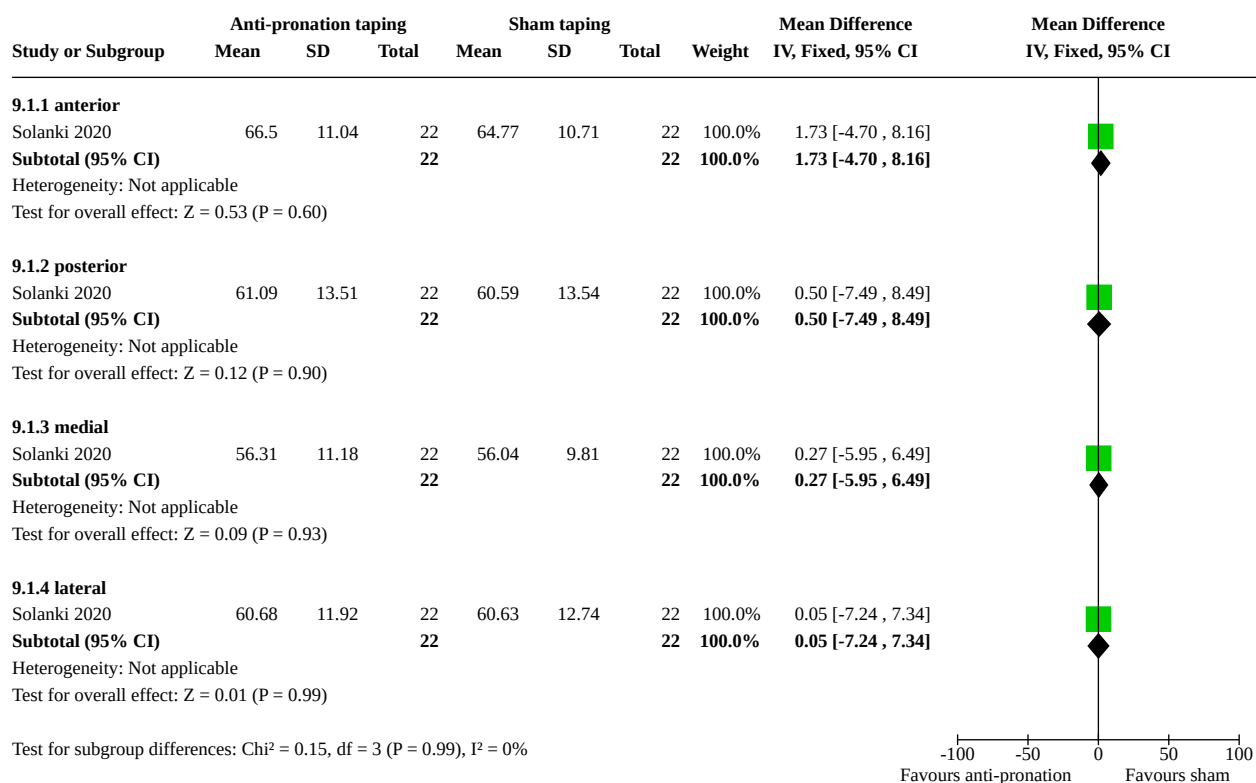 Anti-pronation taping Sham taping Mean Difference Mean Difference
Study or Subgroup Mean SD Total Mean SD Total Weight IV, Fixed, 95% CI IV, Fixed, 95% CI
9.1.1 anterior
Solanki 2020 66.5 11.04 22 64.77 10.71 22 100.0% 1.73 [-4.70 , 8.16]
Subtotal (95% CI) 22 22 100.0% 1.73 [-4.70 , 8.16]
Heterogeneity: Not applicable
Test for overall effect: Z = 0.53 (P = 0.60)
9.1.2 posterior
Solanki 2020 61.09 13.51 22 60.59 13.54 22 100.0% 0.50 [-7.49 , 8.49]
Subtotal (95% CI) 22 22 100.0% 0.50 [-7.49 , 8.49]
Heterogeneity: Not applicable
Test for overall effect: Z = 0.12 (P = 0.90)
9.1.3 medial
Solanki 2020 56.31 11.18 22 56.04 9.81 22 100.0% 0.27 [-5.95 , 6.49]
Subtotal (95% CI) 22 22 100.0% 0.27 [-5.95 , 6.49]
Heterogeneity: Not applicable
Test for overall effect: Z = 0.09 (P = 0.93)
9.1.4 lateral
Solanki 2020 60.68 11.92 22 60.63 12.74 22 100.0% 0.05 [-7.24 , 7.34]
Subtotal (95% CI) 22 22 100.0% 0.05 [-7.24 , 7.34]
Heterogeneity: Not applicable
Test for overall effect: Z = 0.01 (P = 0.99)
Test for subgroup differences: Chi² = 0.15, df = 3 (P = 0.99), I² = 0%
-100 -50 0 50 100
Favours anti-pronation Favours sham